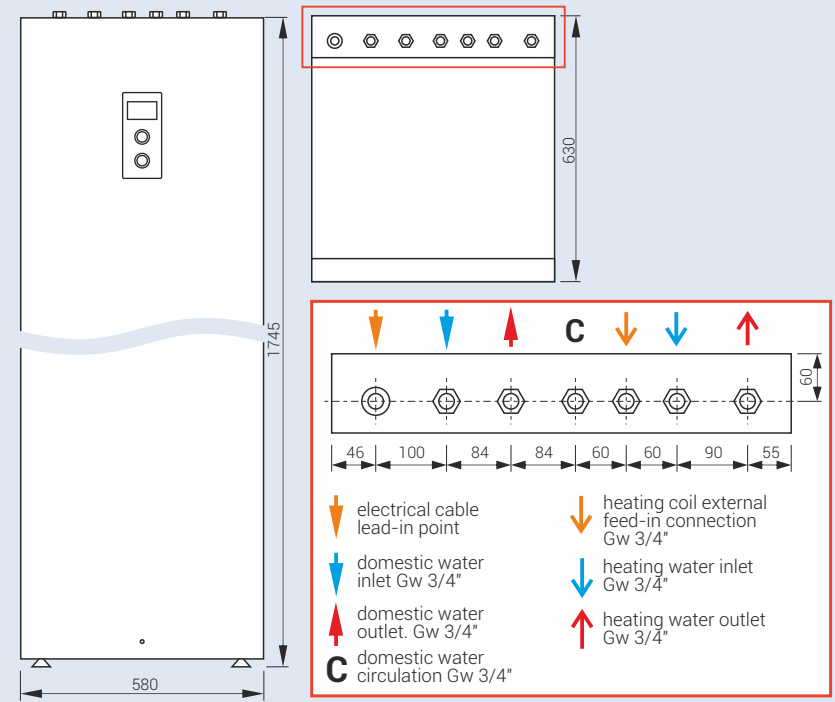 1745
580
630
C
60
46 100 84 84 60 60 90 55
electrical cable
lead-in point
domestic water
inlet Gw 3/4"
domestic water
outlet. Gw 3/4"
C domestic water
circulation Gw 3/4"
heating coil external
feed-in connection
Gw 3/4"
heating water inlet
Gw 3/4"
heating water outlet
Gw 3/4"